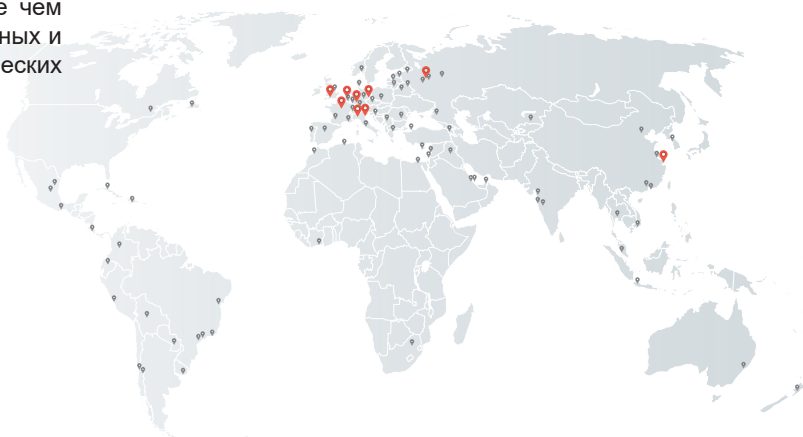 е чем
ных и
еских